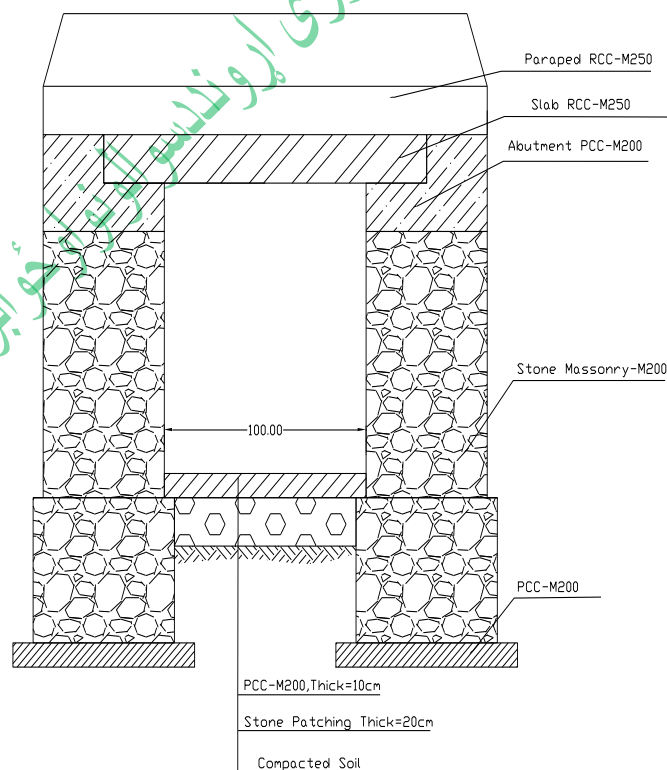 Paraped RCC-M250
Slab RCC-M250
Abutment PCC-M200
Stone Massonry-M200
100.00
PCC-M200
PCC-M200,Thick=10cm
Stone Patching Thick=20cm
Compacted Soil